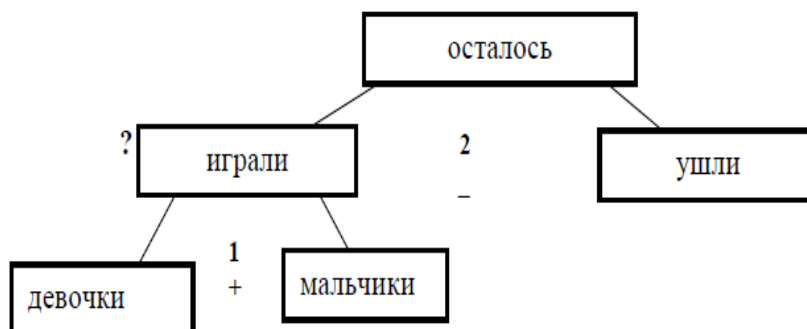 осталось
?
играли
2
–
ушли
девочки
1
+
мальчики